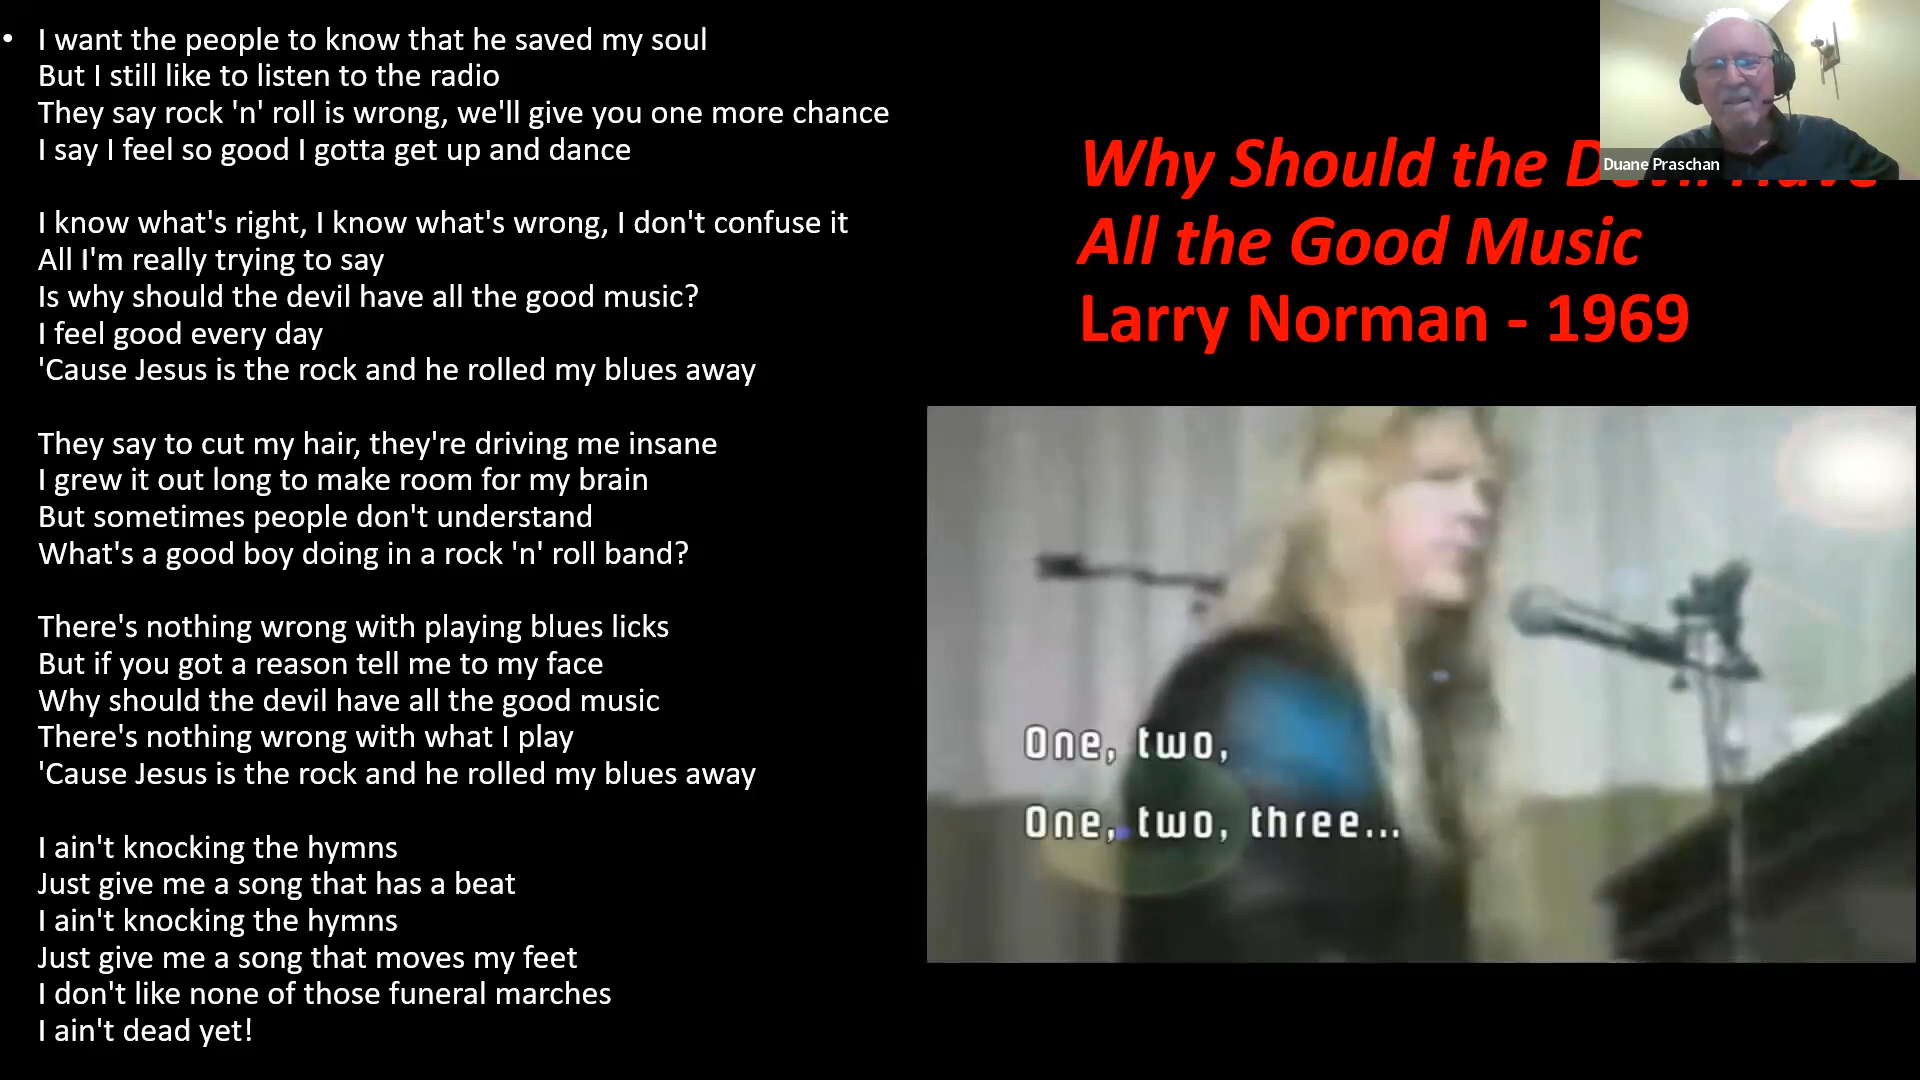 • I want the people to know that he saved my soul
But I still like to listen to the radio
They say rock 'n' roll is wrong, we'll give you one more chance
I say I feel so good I gotta get up and dance
I know what's right, I know what's wrong, I don't confuse it
All I'm really trying to say
Is why should the devil have all the good music?
I feel good every day
'Cause Jesus is the rock and he rolled my blues away
They say to cut my hair, they're driving me insane
I grew it out long to make room for my brain
But sometimes people don't understand
What's a good boy doing in a rock 'n' roll band?
There's nothing wrong with playing blues licks
But if you got a reason tell me to my face
Why should the devil have all the good music
There's nothing wrong with what I play
'Cause Jesus is the rock and he rolled my blues away
I ain't knocking the hymns
Just give me a song that has a beat
I ain't knocking the hymns
Just give me a song that moves my feet
I don't like none of those funeral marches
I ain't dead yet!
Why Should the Devil Have
All the Good Music
Larry Norman - 1969
Duane Praschan
One, two,
One, two, three...